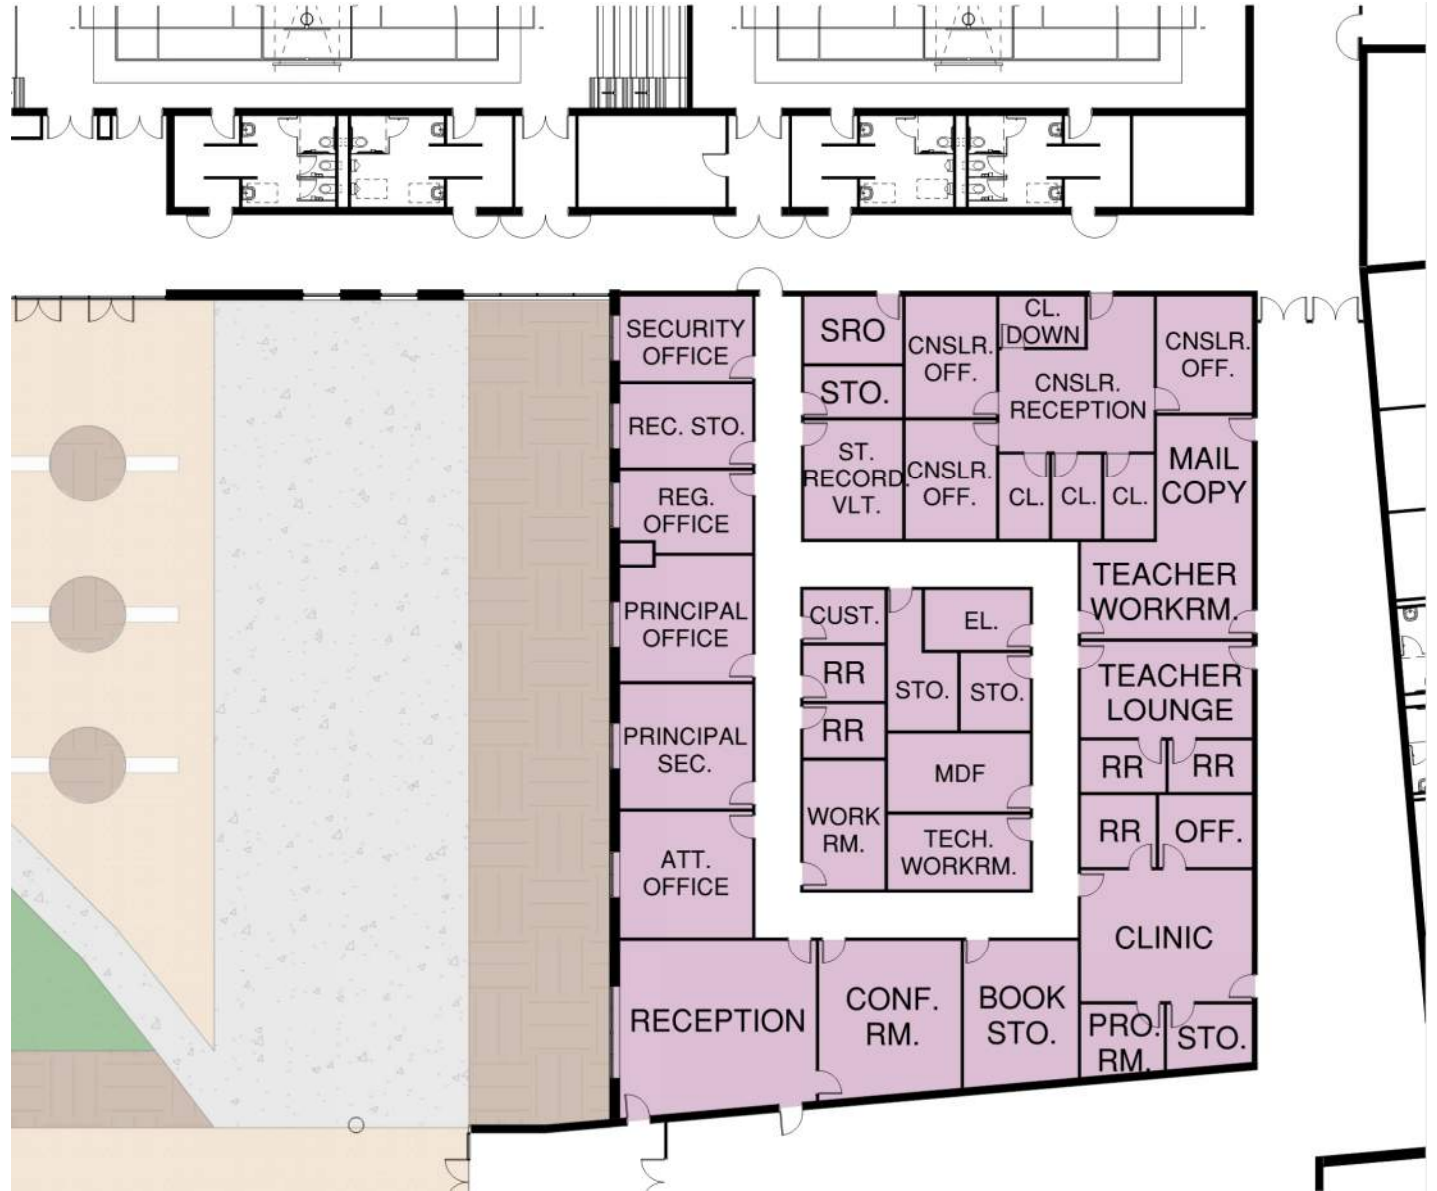 SECURITY
OFFICE
REC. STO.
REG.
OFFICE
PRINCIPAL
OFFICE
PRINCIPAL
SEC.
ATT.
OFFICE
RECEPTION
SRO
STO.
ST.
RECORD.
VLT.
CNSLR.
OFF.
CNSLR.
OFF.
CL.
DOWN
CNSLR.
RECEPTION
CL.
CL.
CL.
CNSLR.
OFF.
MAIL
COPY
TEACHER
WORKRM.
CUST.
RR
RR
WORK
RM.
EL.
STO.
STO.
MDF
TECH.
WORKRM.
TEACHER
LOUNGE
RR
RR
RR
OFF.
CLINIC
CONF.
RM.
BOOK
STO.
PRO.
RM.
STO.